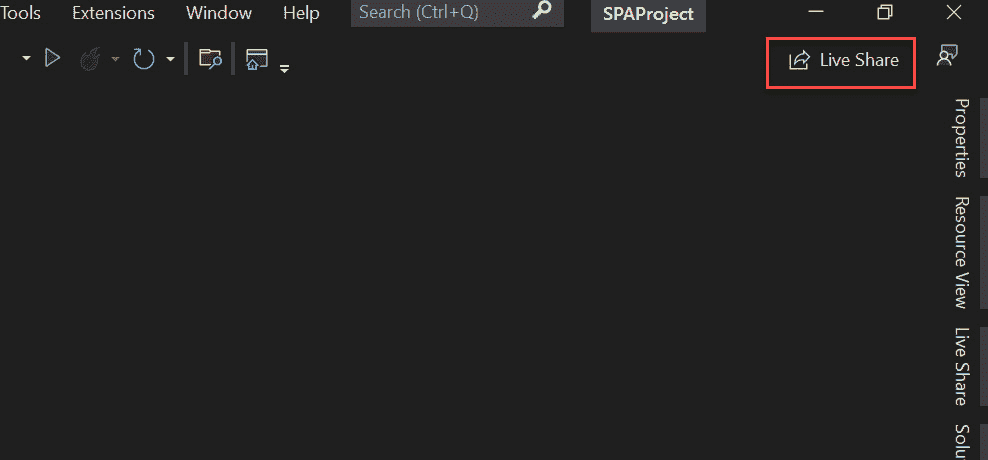 Tools Extensions Window Help Search (Ctrl+Q) SPAProject
Live Share
Properties
Resource View
Live Share
Solu